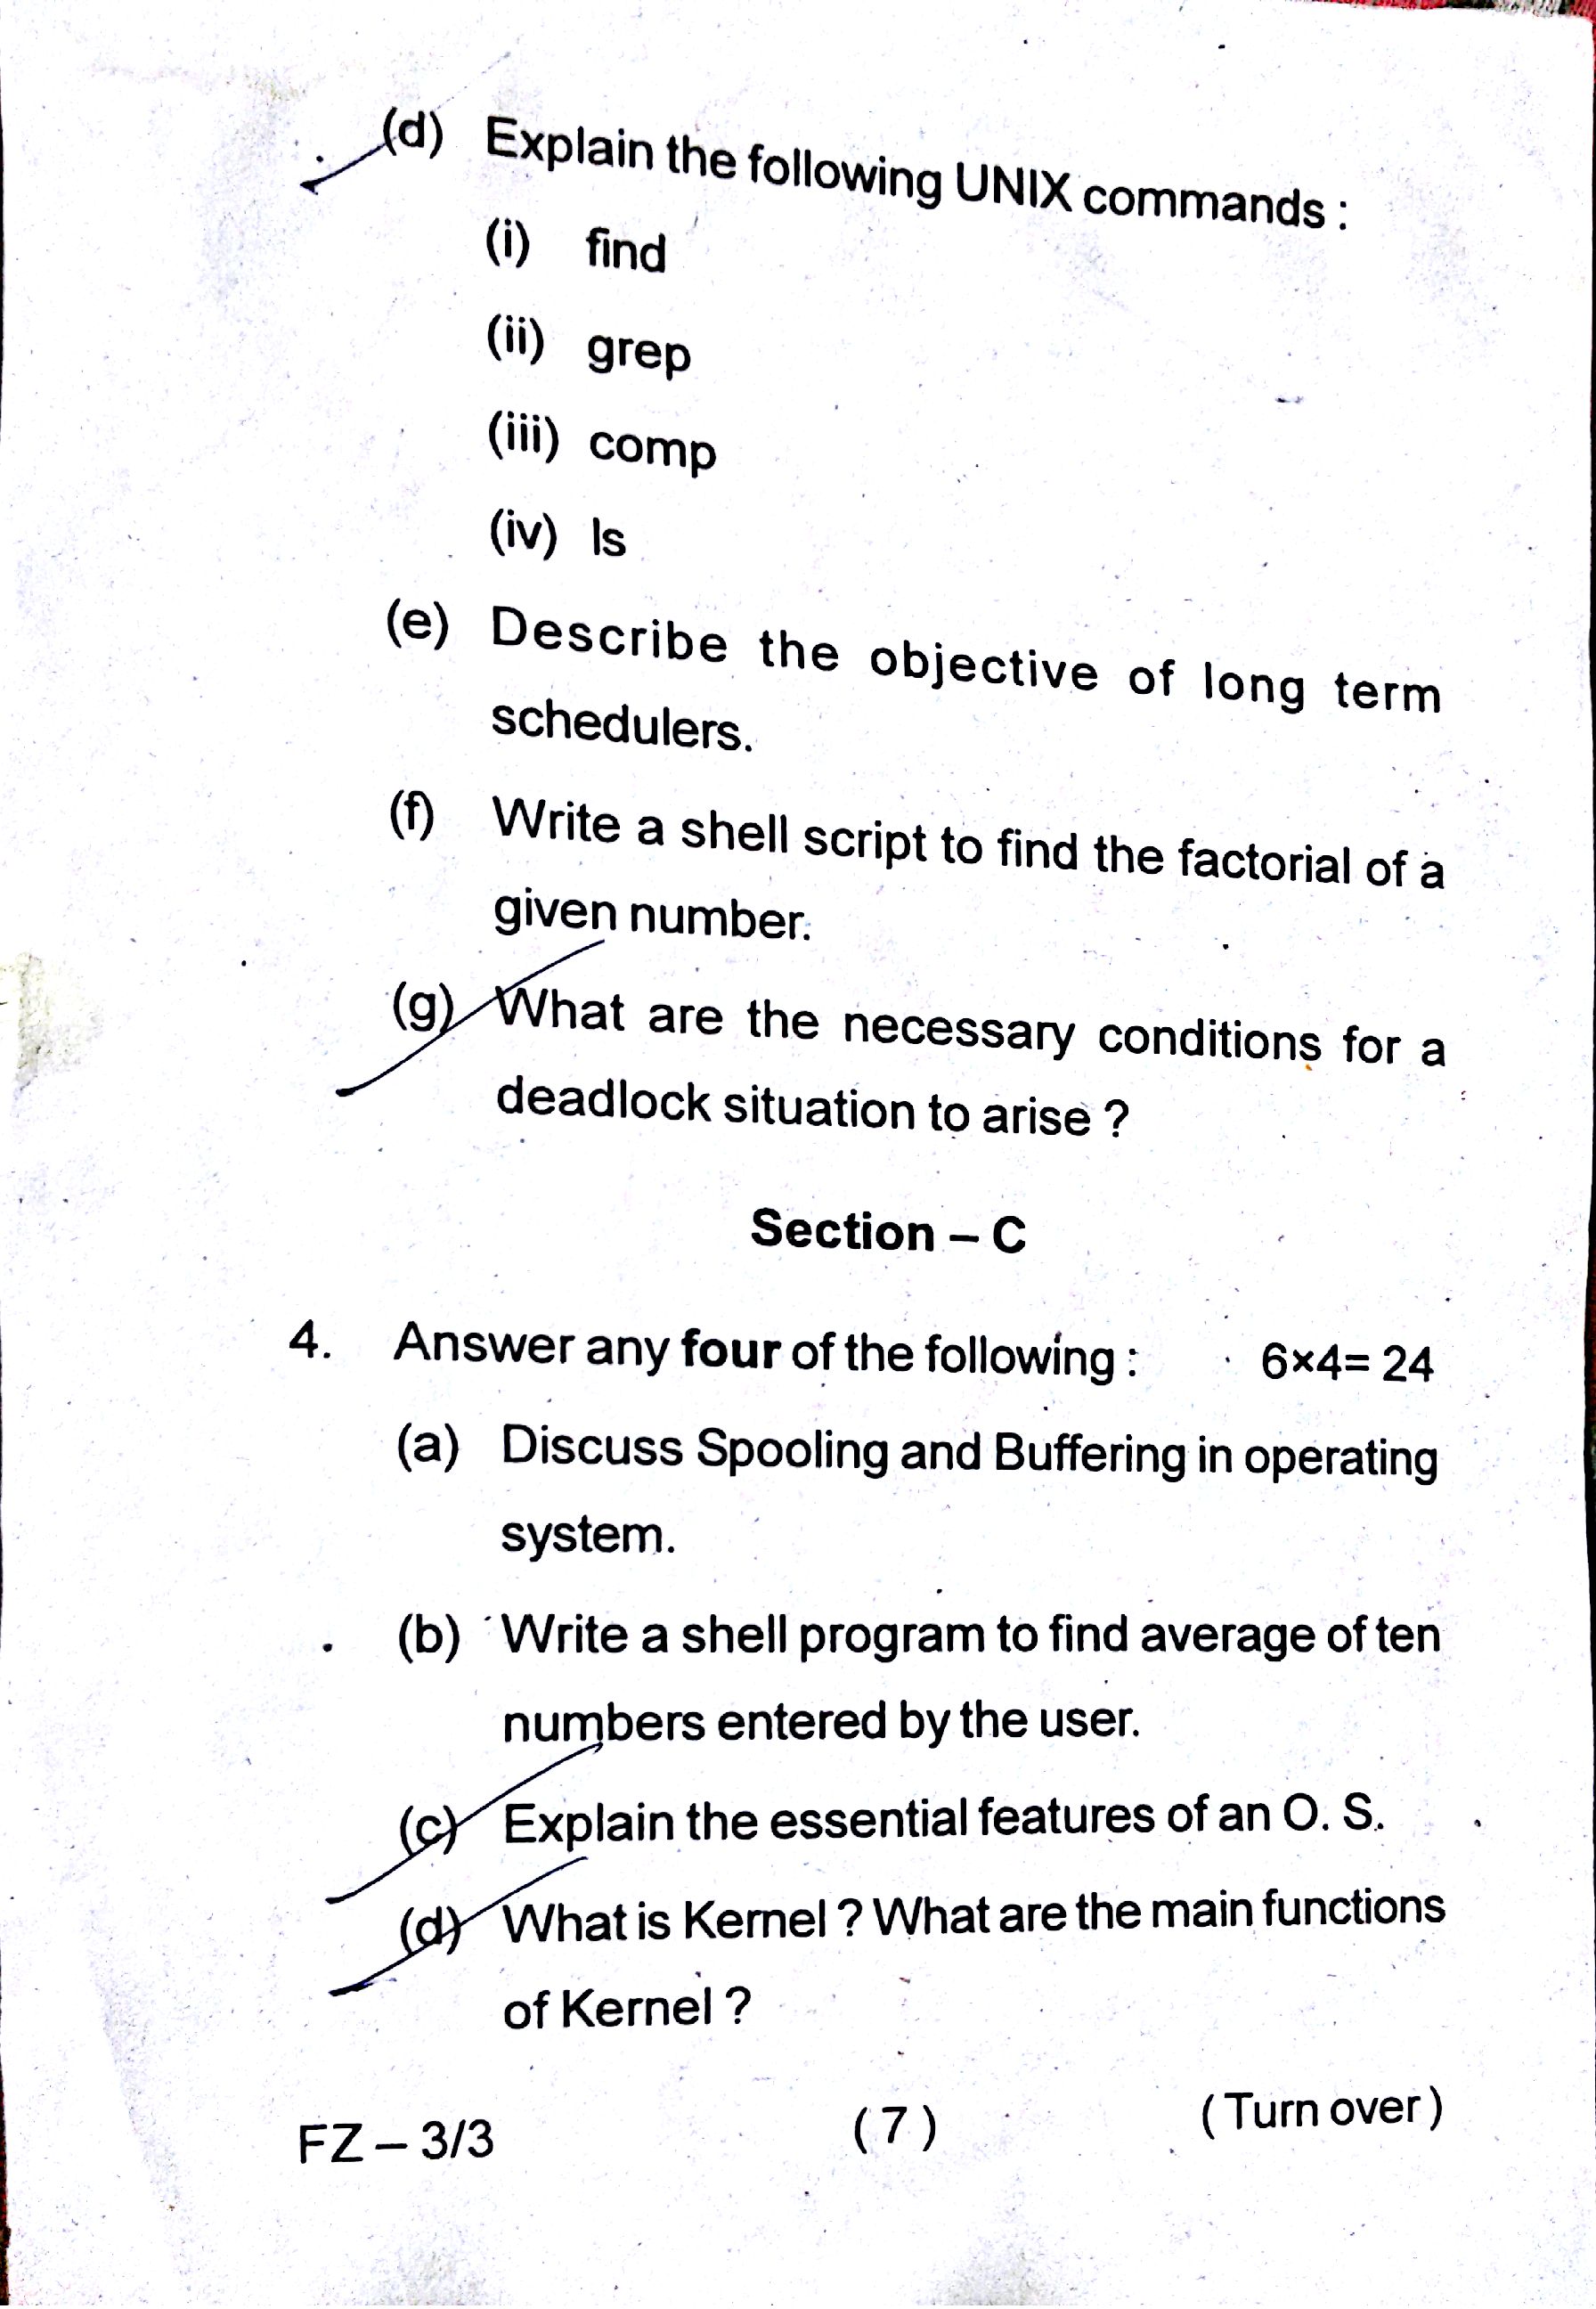 (d) Explain the following UNIX commands :
(i) find
(ii) grep
(iii) comp
(iv) ls
(e) Describe the objective of long term
schedulers.
(f) Write a shell script to find the factorial of a
given number.
(g) What are the necessary conditions for a
deadlock situation to arise ?
Section – C
4. Answer any four of the following : 6×4= 24
(a) Discuss Spooling and Buffering in operating
system.
(b) Write a shell program to find average of ten
numbers entered by the user.
(c) Explain the essential features of an O. S.
(d) What is Kernel ? What are the main functions
of Kernel ?
FZ – 3/3 ( 7 ) ( Turn over )